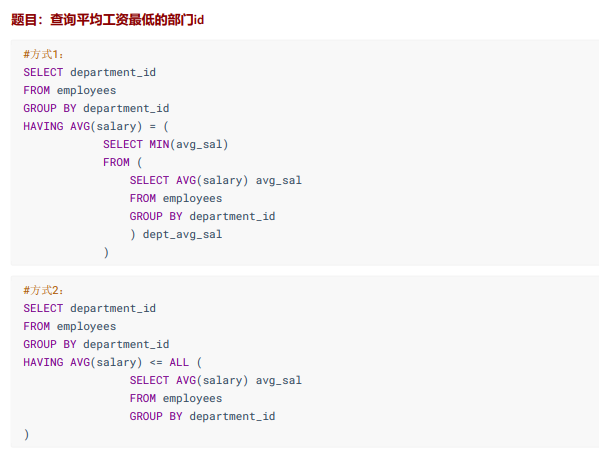 题目：查询平均工资最低的部门id
#方式1：
SELECT department_id
FROM employees
GROUP BY department_id
HAVING AVG(salary) = (
SELECT MIN(avg_sal)
FROM (
SELECT AVG(salary) avg_sal
FROM employees
GROUP BY department_id
) dept_avg_sal
)
#方式2：
SELECT department_id
FROM employees
GROUP BY department_id
HAVING AVG(salary) <= ALL (
SELECT AVG(salary) avg_sal
FROM employees
GROUP BY department_id
)